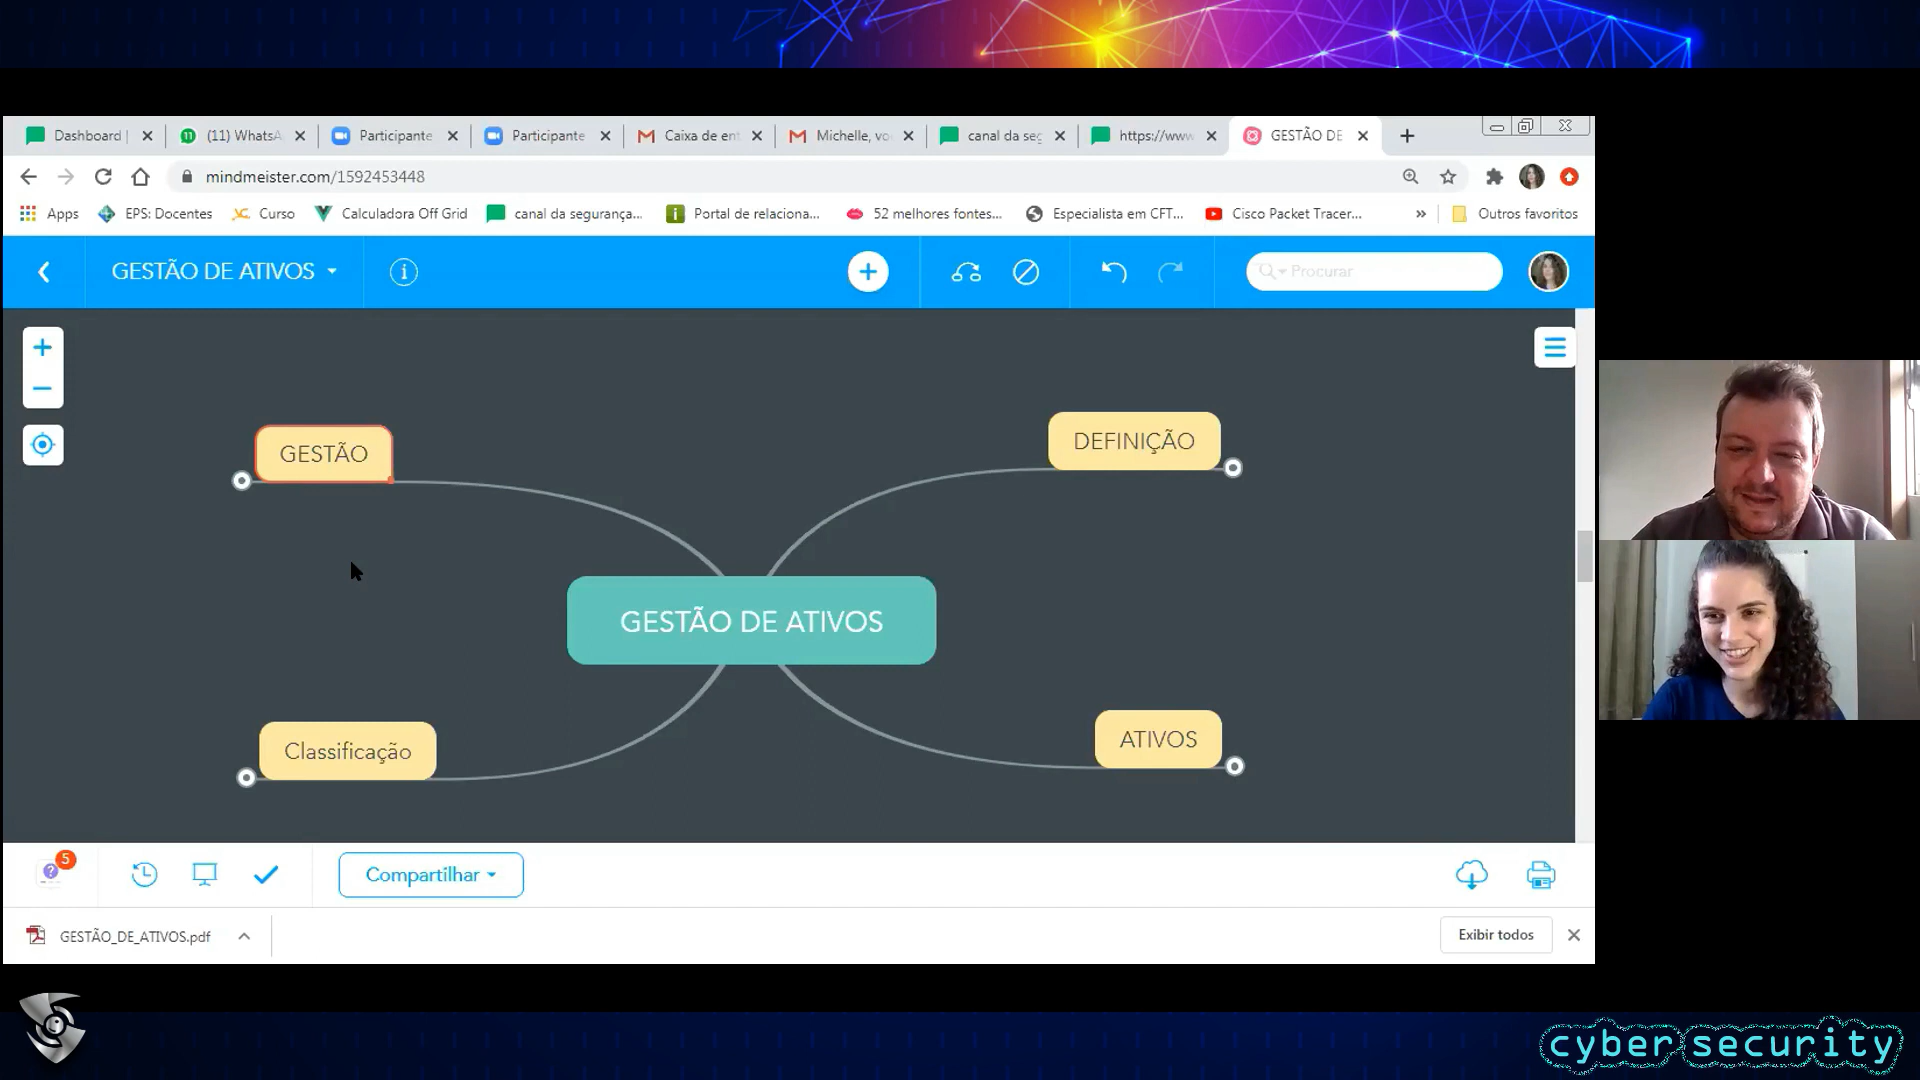 Dashboard |
(11) WhatsA
Participante
Participante
Caixa de en
Michelle, vo
canal da seg
https://www
GESTÃO DE
mindmeister.com/1592453448
Apps
EPS: Docentes
Curso
Calculadora Off Grid
canal da segurança...
Portal de relaciona...
52 melhores fontes...
Especialista em CFT...
Cisco Packet Tracer...
»
Outros favoritos
GESTÃO DE ATIVOS
Procurar
GESTÃO
DEFINIÇÃO
GESTÃO DE ATIVOS
Classificação
ATIVOS
5
Compartilhar
GESTÃO_DE_ATIVOS.pdf
Exibir todos
cyber security